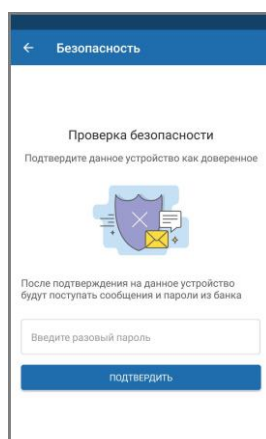 Безопасность
Проверка безопасности
Подтвердите данное устройство как доверенное
После подтверждения на данное устройство
будут поступать сообщения и пароли из банка
Введите разовый пароль
ПОДТВЕРДИТЬ